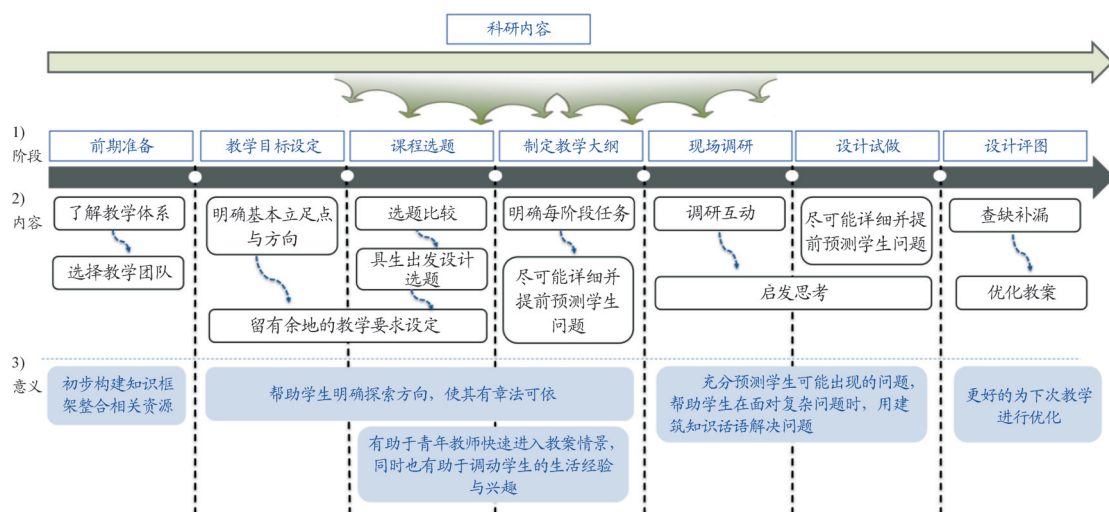 科研内容
1)
阶段
前期准备
教学目标设定
课程选题
制定教学大纲
现场调研
设计试做
设计评图
2)
内容
了解教学体系
选择教学团队
明确基本立足点
与方向
选题比较
具生出发设计
选题
留有余地的教学要求设定
明确每阶段任务
尽可能详细并
提前预测学生
问题
调研互动
尽可能详细并提
前预测学生问题
启发思考
查缺补漏
优化教案
3)
意义
初步构建知识框
架整合相关资源
帮助学生明确探索方向，使其有章法可依
有助于青年教师快速进入教案情景，
同时也有助于调动学生的生活经验
与兴趣
充分预测学生可能出现的问题，
帮助学生在面对复杂问题时，用建
筑知识话语解决问题
更好的为下次教学
进行优化